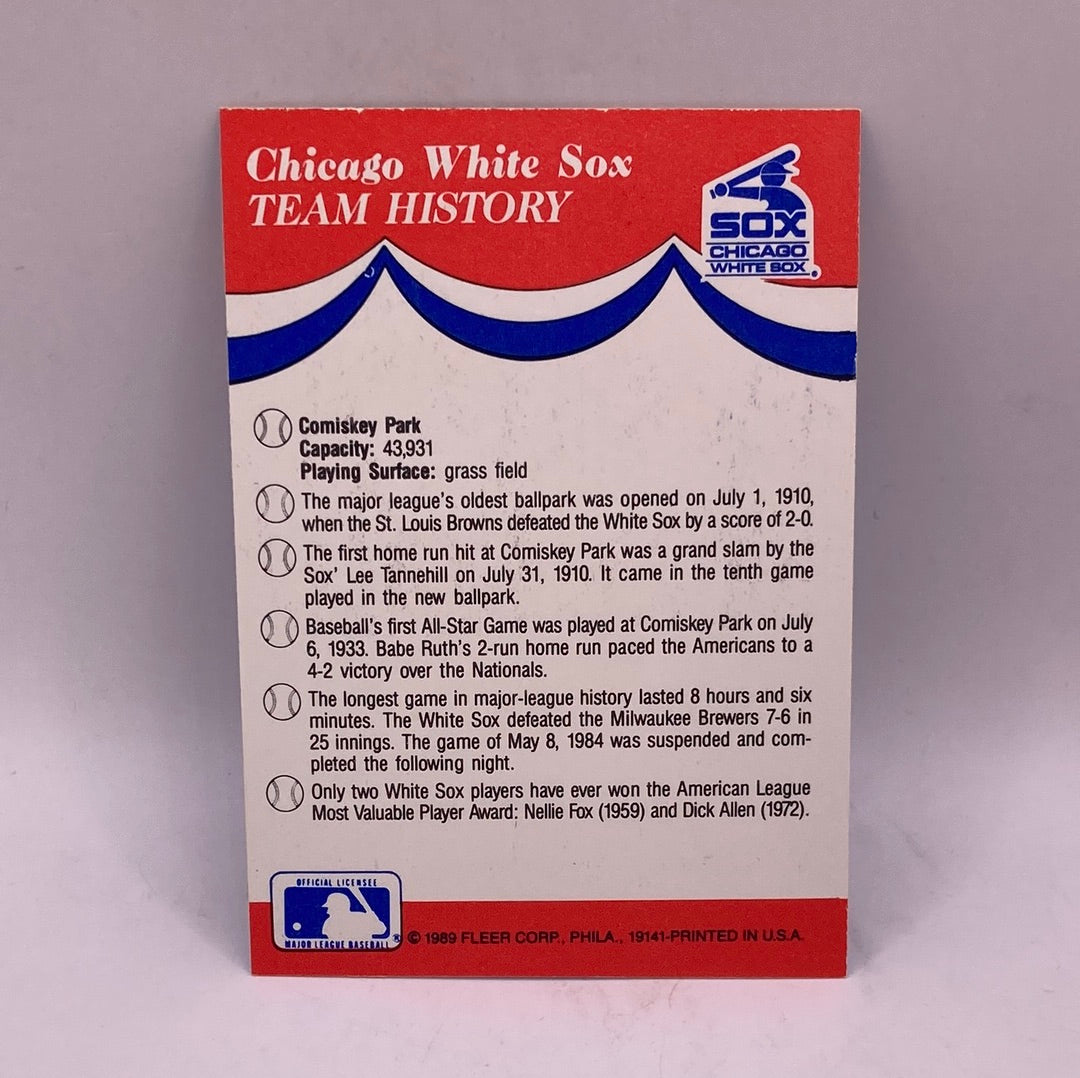 Chicago White Sox
TEAM HISTORY
SOX
CHICAGO
WHITE SOX
Comiskey Park
Capacity: 43,931
Playing Surface: grass field
The major league's oldest ballpark was opened on July 1, 1910,
when the St. Louis Browns defeated the White Sox by a score of 2-0.
The first home run hit at Comiskey Park was a grand slam by the
Sox' Lee Tannehill on July 31, 1910. It came in the tenth game
played in the new ballpark.
Baseball's first All-Star Game was played at Comiskey Park on July
6, 1933. Babe Ruth's 2-run home run paced the Americans to a
4-2 victory over the Nationals.
The longest game in major-league history lasted 8 hours and six
minutes. The White Sox defeated the Milwaukee Brewers 7-6 in
25 innings. The game of May 8, 1984 was suspended and com-
pleted the following night.
Only two White Sox players have ever won the American League
Most Valuable Player Award: Nellie Fox (1959) and Dick Allen (1972).
OFFICIAL LICENSEE
MAJOR LEAGUE BASEBALL ®
© 1989 FLEER CORP., PHILA., 19141-PRINTED IN U.S.A.